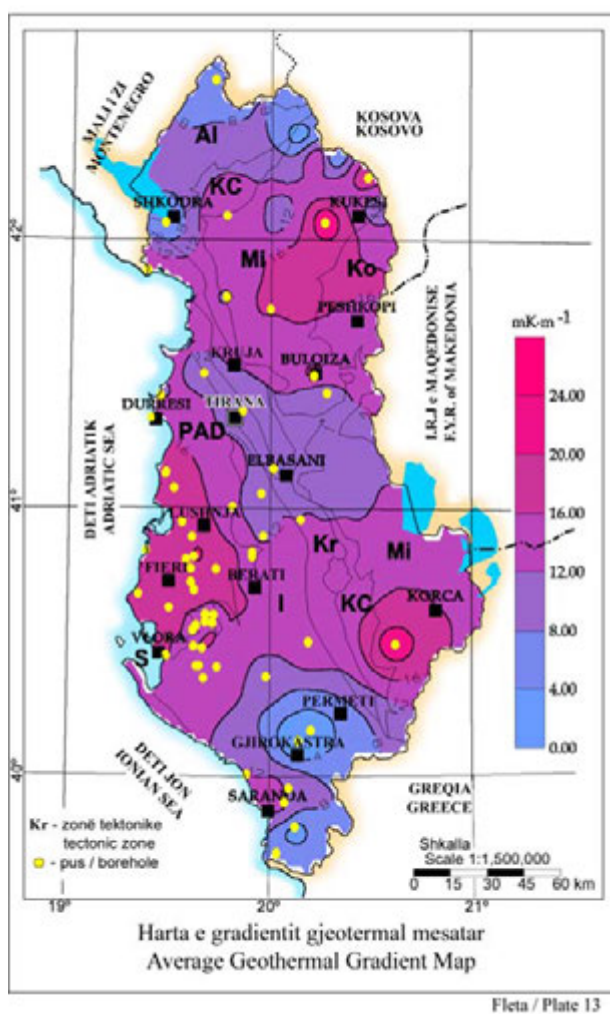 MALI I ZI
MONTENEGRO
KOSOVA
KOSOVO
Al
KC
SHKODRA
KUKESI
42°
Mi
Ko
PESHKOPI
mK·m -1
KRUJA
BULQIZA
24.00
DURRESI
TIRANA
I.R.J e MAQEDONISE
F.Y.R. of MAKEDONIA
PAD
20.00
ELBASANI
DETI ADRIATIK
ADRIATIC SEA
41°
16.00
LUSHNJA
Kr
Mi
12.00
FIERI
BERATI
I
KC
KORCA
8.00
VLORA
S
4.00
PERMETI
GJIROKASTRA
0.00
40°
DETI JON
IONIAN SEA
SARANDA
GREQIA
GREECE
Kr - zonë tektonike
tectonic zone
- pus / borehole
Shkalla
Scale 1:1,500,000
0 15 30 45 60 km
19° 20° 21°
Harta e gradientit gjeotermal mesatar
Average Geothermal Gradient Map
Fleta / Plate 13